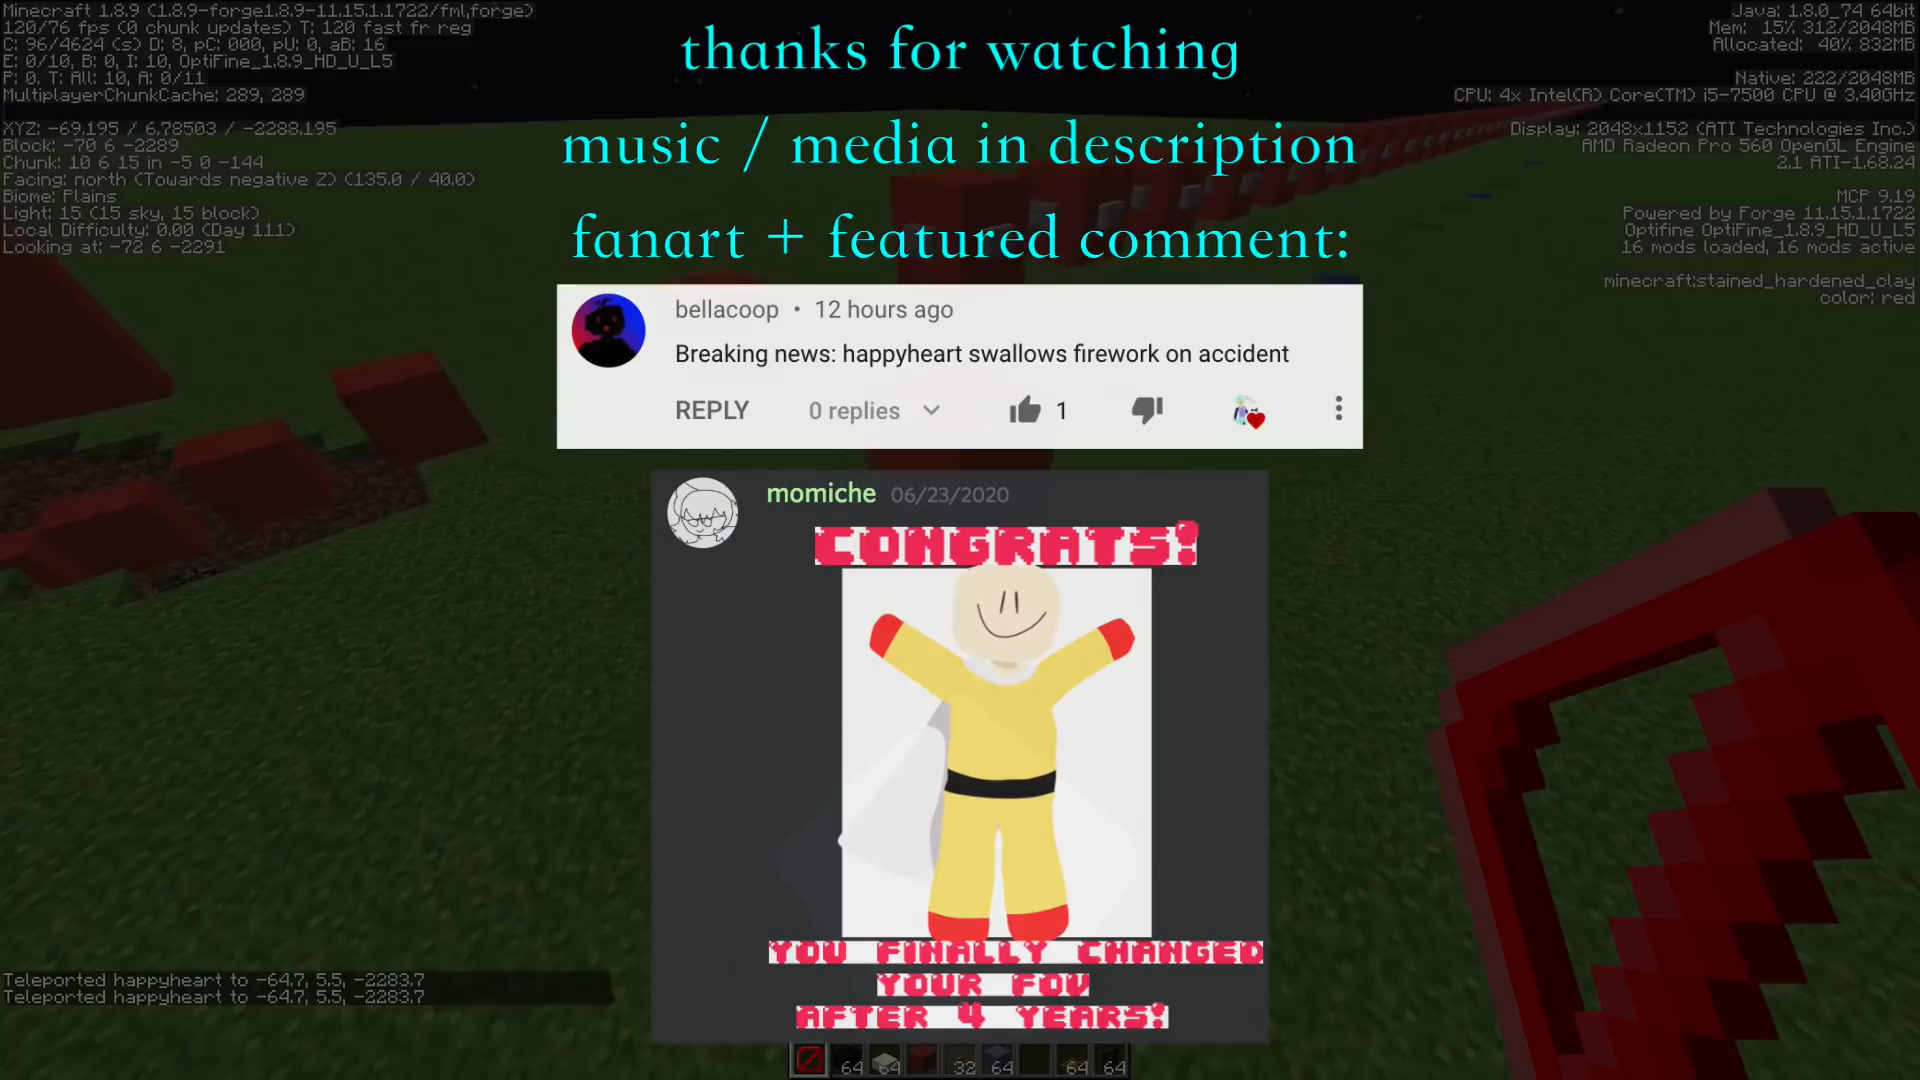 Minecraft 1.8.9 (1.8.9-forge1.8.9-11.15.1.1722/fml,forge)
120/76 fps (0 chunk updates) T: 120 fast fr reg
C: 96/4624 (s) D: 8, pC: 000, pU: 0, aB: 16
E: 0/10, B: 0, I: 10, OptiFine_1.8.9_HD_U_L5
P: 0, T: All: 10, A: 0/11
MultiplayerChunkCache: 289, 289
XYZ: -69.195 / 6.78503 / -2288.195
Block: -70 6 -2289
Chunk: 10 6 15 in -5 0 -144
Facing: north (Towards negative Z) (135.0 / 40.0)
Biome: Plains
Light: 15 (15 sky, 15 block)
Local Difficulty: 0.00 (Day 111)
Looking at: -72 6 -2291
Java: 1.8.0_74 64bit
Mem: 15% 312/2048MB
Allocated: 40% 832MB
Native: 222/2048MB
CPU: 4x Intel(R) Core(TM) i5-7500 CPU @ 3.40GHz
Display: 2048x1152 (ATI Technologies Inc.)
AMD Radeon Pro 560 OpenGL Engine
2.1 ATI-1.68.24
MCP 9.19
Powered by Forge 11.15.1.1722
Optifine OptiFine_1.8.9_HD_U_L5
16 mods loaded, 16 mods active
minecraft:stained_hardened_clay
color: red
thanks for watching
music / media in description
fanart + featured comment:
bellacoop • 12 hours ago
Breaking news: happyheart swallows firework on accident
REPLY 0 replies 1
momiche 06/23/2020
CONGRATS!
YOU FINALLY CHANGED
YOUR FOV
AFTER 4 YEARS!
Teleported happyheart to -64.7, 5.5, -2283.7
Teleported happyheart to -64.7, 5.5, -2283.7
64 64 32 64 64 64